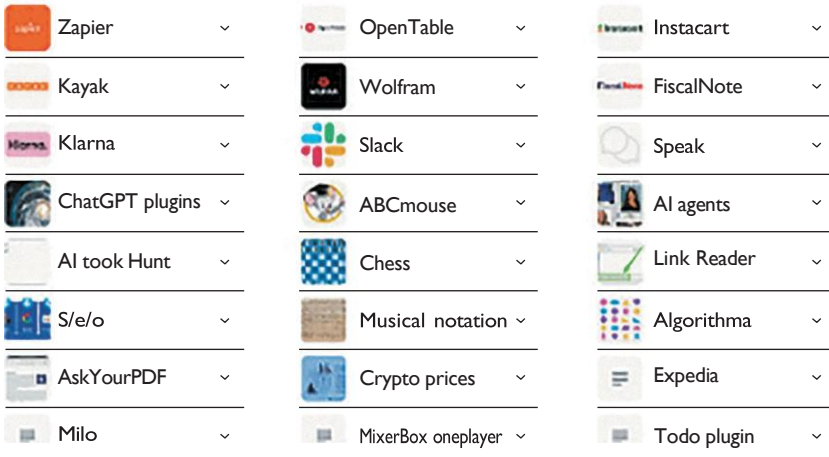 Zapier
OpenTable
Instacart
Kayak
Wolfram
FiscalNote
Klarna.
Klarna
Slack
Speak
ChatGPT plugins
ABCmouse
AI agents
AI took Hunt
Chess
Link Reader
S/e/o
Musical notation
Algorithma
AskYourPDF
Crypto prices
Expedia
Milo
MixerBox oneplayer
Todo plugin